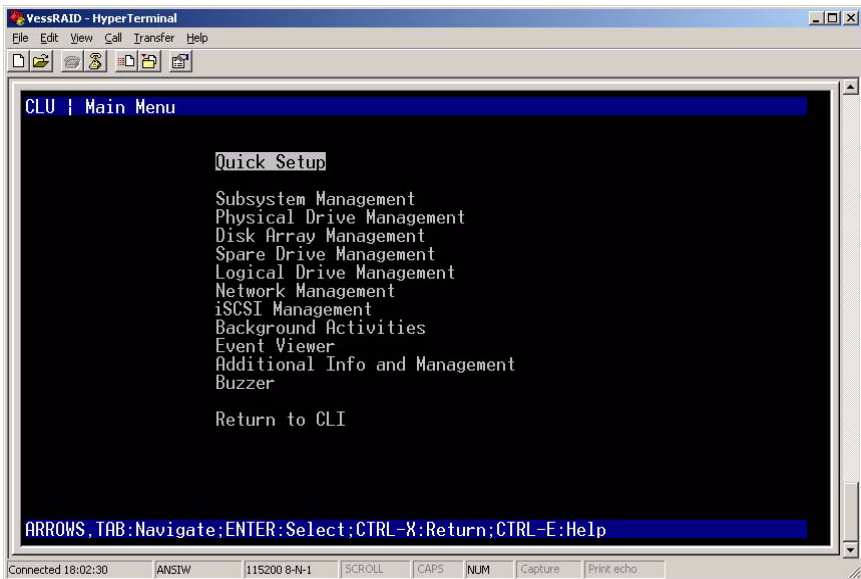 VessRAID - HyperTerminal
File Edit View Call Transfer Help
CLU | Main Menu
Quick Setup
Subsystem Management
Physical Drive Management
Disk Array Management
Spare Drive Management
Logical Drive Management
Network Management
iSCSI Management
Background Activities
Event Viewer
Additional Info and Management
Buzzer
Return to CLI
ARROWS,TAB:Navigate;ENTER:Select;CTRL-X:Return;CTRL-E:Help
Connected 18:02:30 ANSIW 115200 8-N-1 SCROLL CAPS NUM Capture Print echo